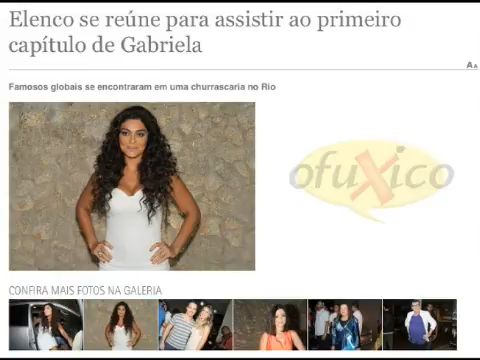 Elenco se reúne para assistir ao primeiro
capítulo de Gabriela
AA
Famosos globais se encontraram em uma churrascaria no Rio
ofuxico
CONFIRA MAIS FOTOS NA GALERIA